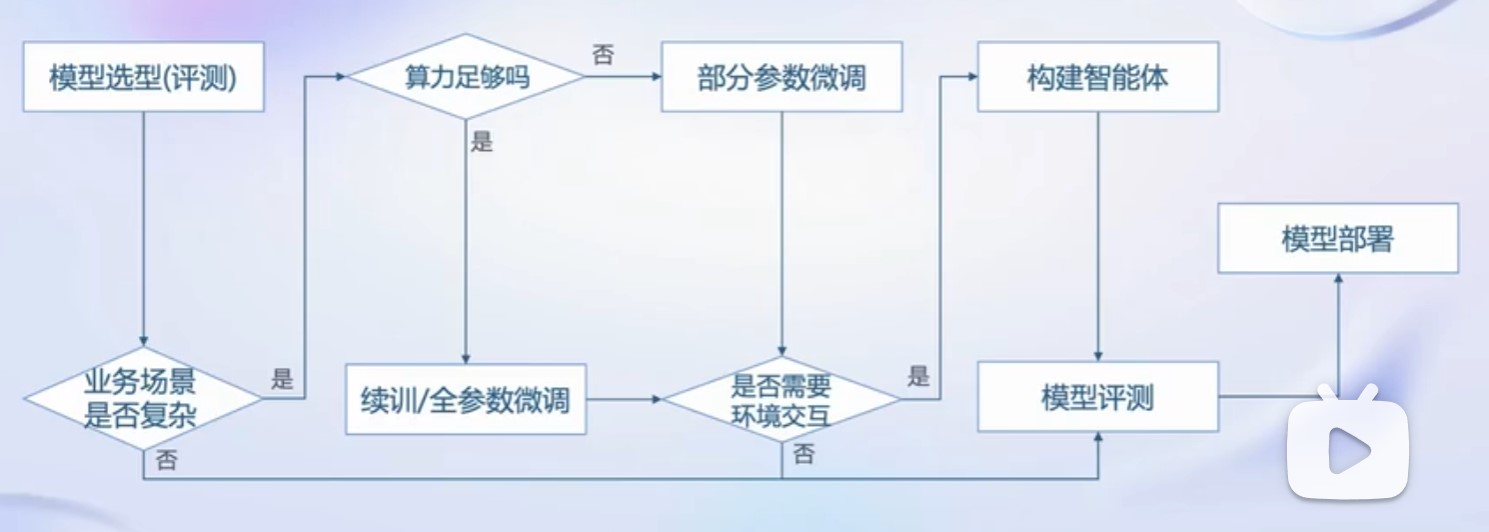 模型选型(评测)
算力足够吗
否
部分参数微调
构建智能体
是
模型部署
业务场景
是否复杂
是
续训/全参数微调
是否需要
环境交互
是
模型评测
否
否